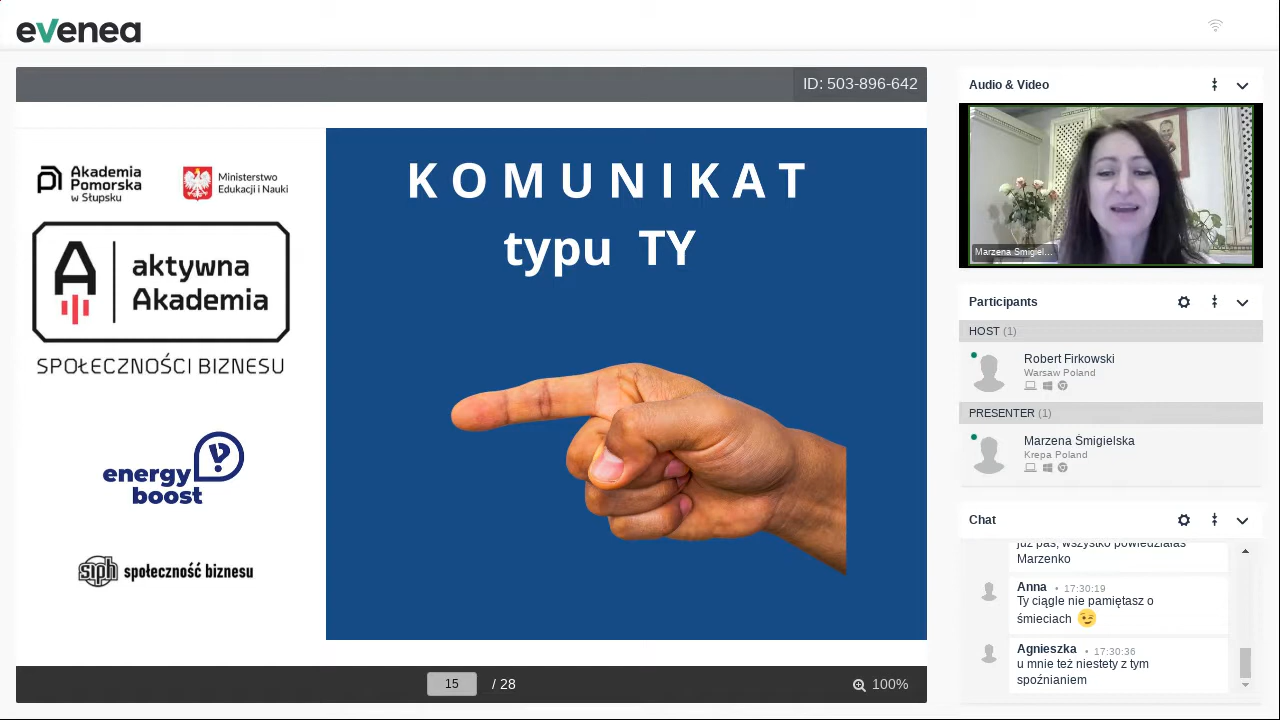 evenea
ID: 503-896-642
Akademia
Pomorska
w Słupsku
Ministerstwo
Edukacji i Nauki
aktywna
Akademia
SPOŁECZNOŚCI BIZNESU
energy
boost
siph społeczność biznesu
KOMUNIKAT
typu TY
15 / 28
100%
Audio & Video
Marzena Śmigiel...
Participants
HOST (1)
Robert Firkowski
Warsaw Poland
PRESENTER (1)
Marzena Śmigielska
Krepa Poland
Chat
już pas, wszystko powiedziałaś
Marzenko
Anna • 17:30:19
Ty ciągle nie pamiętasz o
śmieciach 😉
Agnieszka • 17:30:36
u mnie też niestety z tym
spoźnianiem